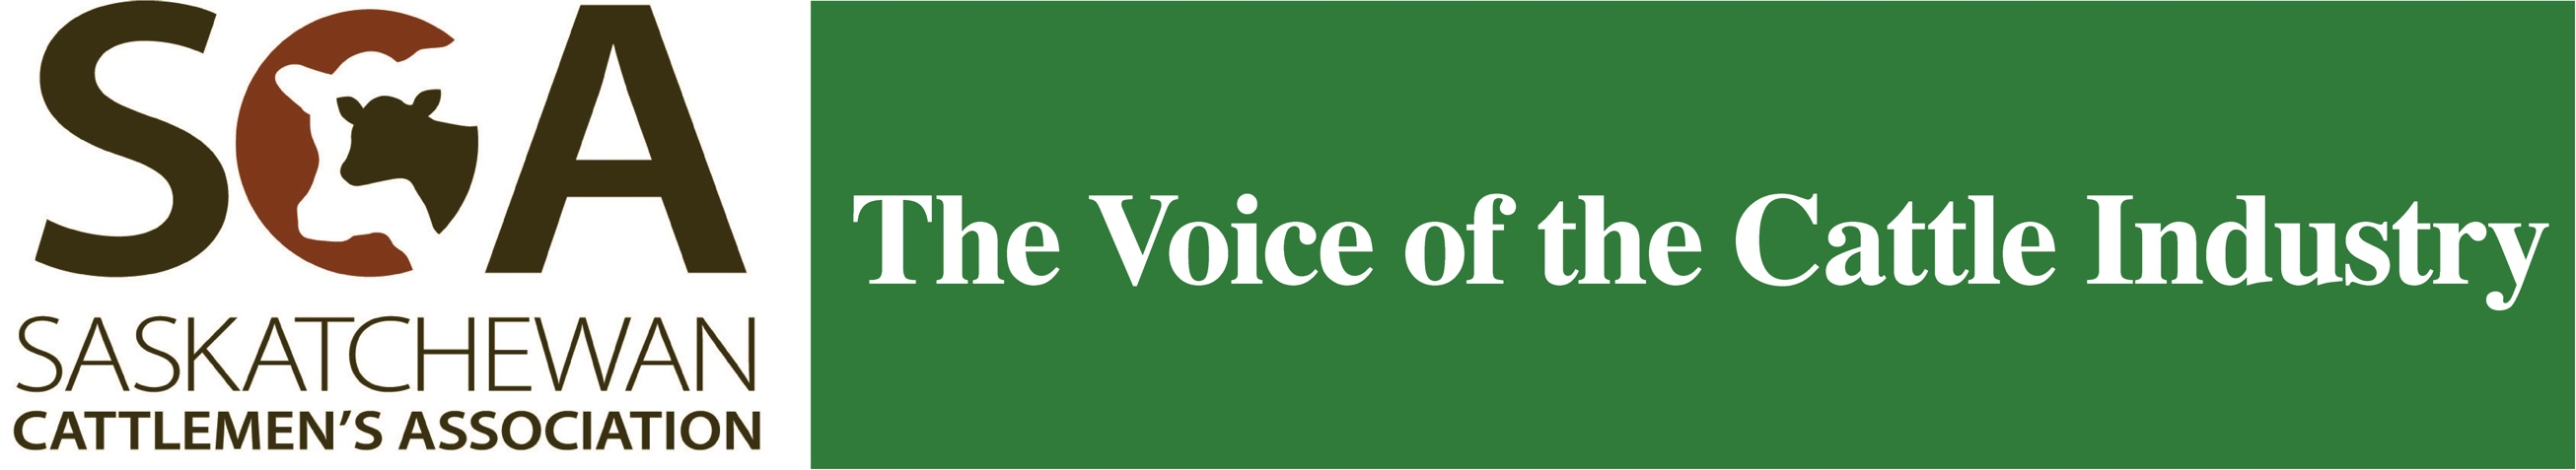 SCA
SASKATCHEWAN
CATTLEMEN’S ASSOCIATION
The Voice of the Cattle Industry